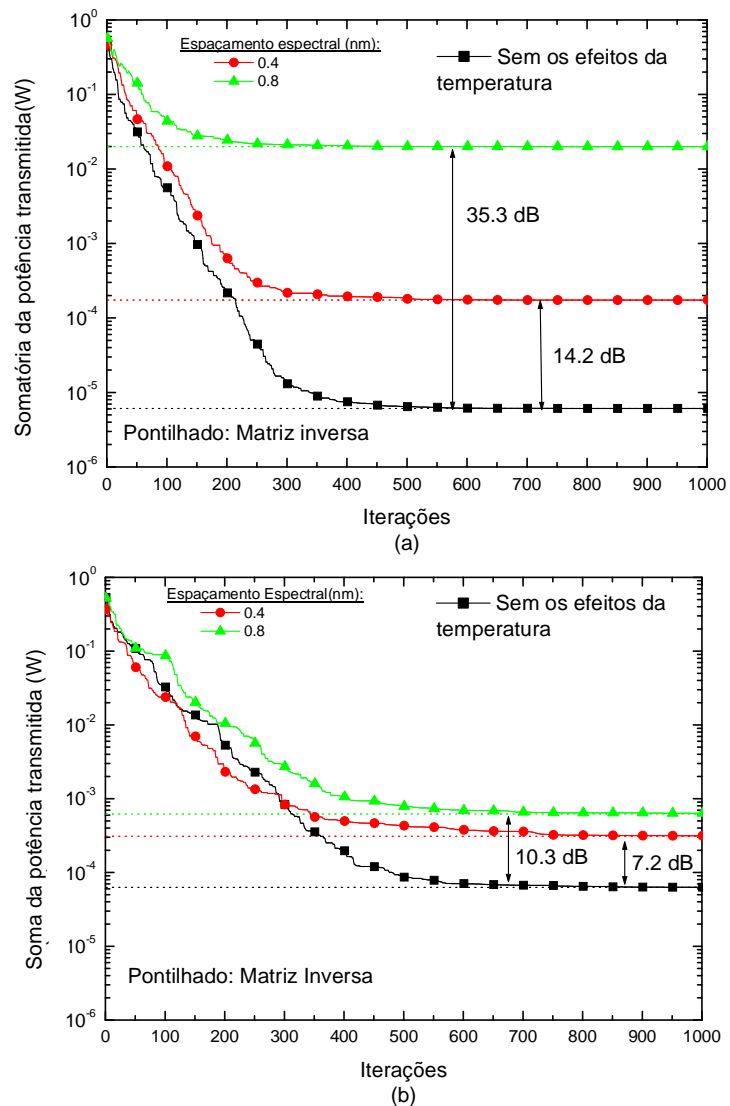 10^0
10^-1
10^-2
10^-3
10^-4
10^-5
10^-6
Somatória da potência transmitida(W)
Espaçamento espectral (nm):
0.4
0.8
Sem os efeitos da
temperatura
35.3 dB
14.2 dB
Pontilhado: Matriz inversa
0 100 200 300 400 500 600 700 800 900 1000
Iterações
(a)
10^0
10^-1
10^-2
10^-3
10^-4
10^-5
10^-6
Soma da potência transmitida (W)
Espaçamento Espectral(nm):
0.4
0.8
Sem os efeitos da
temperatura
10.3 dB
7.2 dB
Pontilhado: Matriz Inversa
0 100 200 300 400 500 600 700 800 900 1000
Iterações
(b)